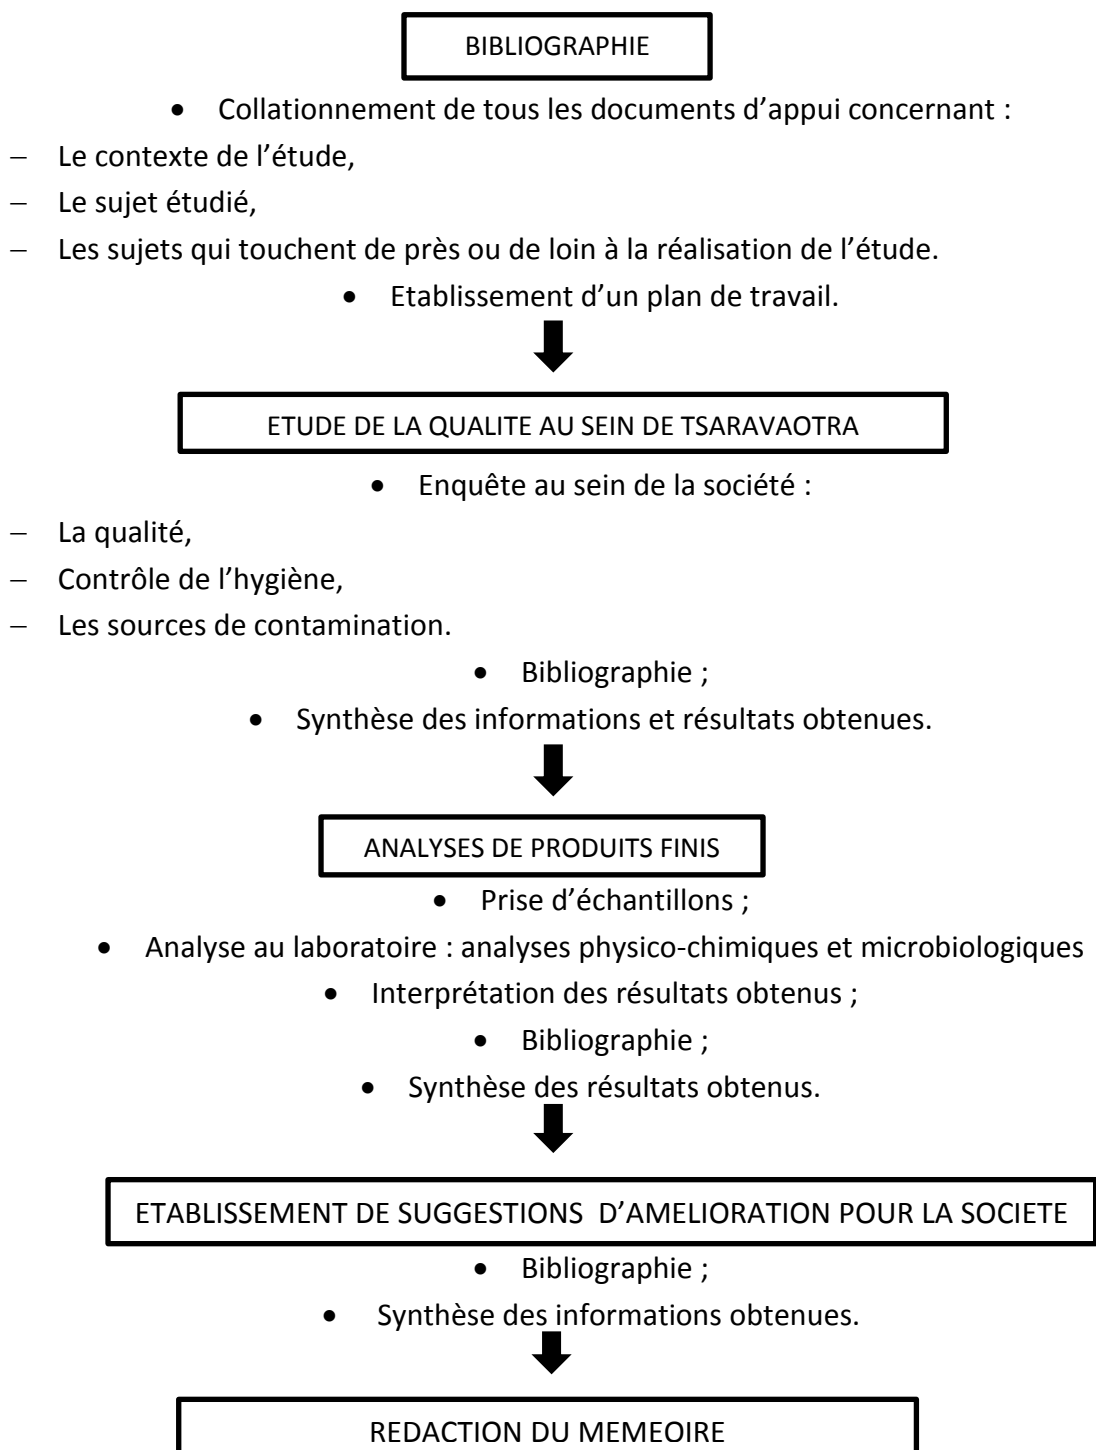 BIBLIOGRAPHIE
• Collationnement de tous les documents d’appui concernant :
– Le contexte de l’étude,
– Le sujet étudié,
– Les sujets qui touchent de près ou de loin à la réalisation de l’étude.
• Etablissement d’un plan de travail.
ETUDE DE LA QUALITE AU SEIN DE TSARAVAOTRA
• Enquête au sein de la société :
– La qualité,
– Contrôle de l’hygiène,
– Les sources de contamination.
• Bibliographie ;
• Synthèse des informations et résultats obtenues.
ANALYSES DE PRODUITS FINIS
• Prise d’échantillons ;
• Analyse au laboratoire : analyses physico-chimiques et microbiologiques
• Interprétation des résultats obtenus ;
• Bibliographie ;
• Synthèse des résultats obtenus.
ETABLISSEMENT DE SUGGESTIONS  D’AMELIORATION POUR LA SOCIETE
• Bibliographie ;
• Synthèse des informations obtenues.
REDACTION DU MEMEOIRE